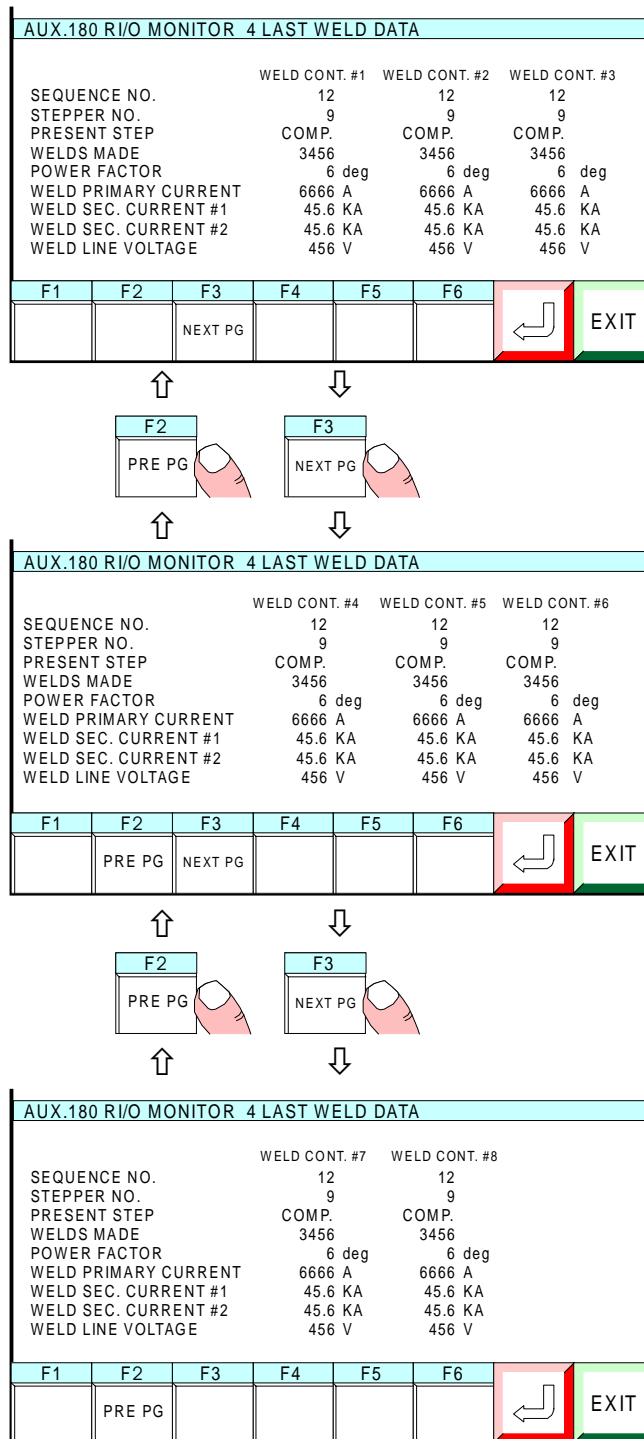 AUX.180 RI/O MONITOR 4 LAST WELD DATA
WELD CONT. #1 WELD CONT. #2 WELD CONT. #3
SEQUENCE NO. 12 12 12
STEPPER NO. 9 9 9
PRESENT STEP COMP. COMP. COMP.
WELDS MADE 3456 3456 3456
POWER FACTOR 6 deg 6 deg 6 deg
WELD PRIMARY CURRENT 6666 A 6666 A 6666 A
WELD SEC. CURRENT #1 45.6 KA 45.6 KA 45.6 KA
WELD SEC. CURRENT #2 45.6 KA 45.6 KA 45.6 KA
WELD LINE VOLTAGE 456 V 456 V 456 V
F1 F2 F3 F4 F5 F6
NEXT PG EXIT
F2 F3
PRE PG NEXT PG
AUX.180 RI/O MONITOR 4 LAST WELD DATA
WELD CONT. #4 WELD CONT. #5 WELD CONT. #6
SEQUENCE NO. 12 12 12
STEPPER NO. 9 9 9
PRESENT STEP COMP. COMP. COMP.
WELDS MADE 3456 3456 3456
POWER FACTOR 6 deg 6 deg 6 deg
WELD PRIMARY CURRENT 6666 A 6666 A 6666 A
WELD SEC. CURRENT #1 45.6 KA 45.6 KA 45.6 KA
WELD SEC. CURRENT #2 45.6 KA 45.6 KA 45.6 KA
WELD LINE VOLTAGE 456 V 456 V 456 V
F1 F2 F3 F4 F5 F6
PRE PG NEXT PG EXIT
F2 F3
PRE PG NEXT PG
AUX.180 RI/O MONITOR 4 LAST WELD DATA
WELD CONT. #7 WELD CONT. #8
SEQUENCE NO. 12 12
STEPPER NO. 9 9
PRESENT STEP COMP. COMP.
WELDS MADE 3456 3456
POWER FACTOR 6 deg 6 deg
WELD PRIMARY CURRENT 6666 A 6666 A
WELD SEC. CURRENT #1 45.6 KA 45.6 KA
WELD SEC. CURRENT #2 45.6 KA 45.6 KA
WELD LINE VOLTAGE 456 V 456 V
F1 F2 F3 F4 F5 F6
PRE PG EXIT